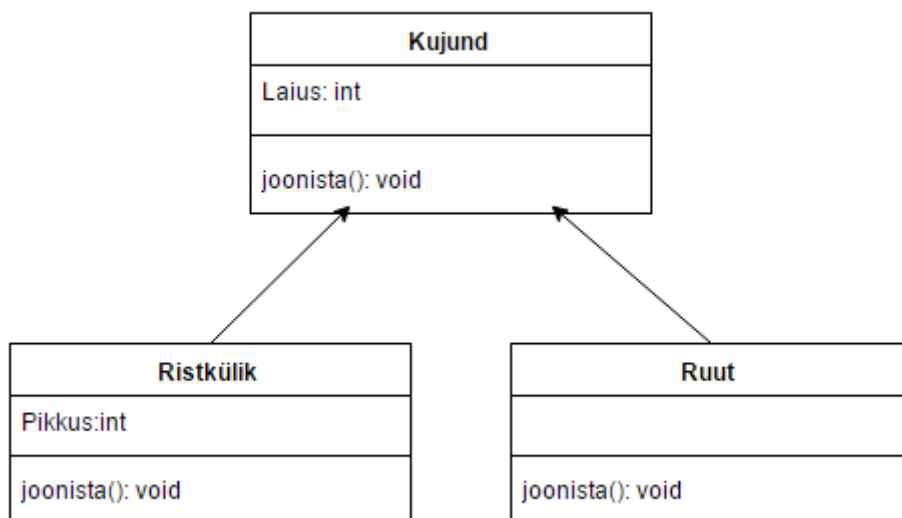 Kujund
Laius: int
joonista(): void
Ristkülik
Pikkus:int
joonista(): void
Ruut
joonista(): void